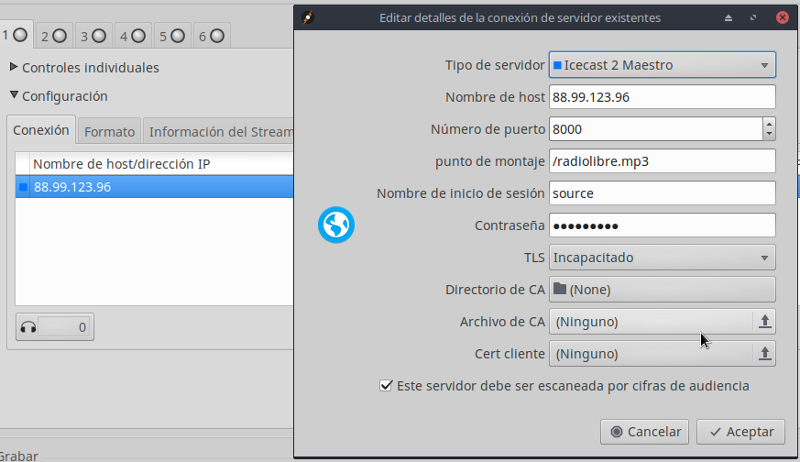 Editar detalles de la conexión de servidor existentes
1 2 3 4 5 6
Controles individuales
Configuración
Conexión Formato Información del Stream
Nombre de host/dirección IP
88.99.123.96
0
Grabar
Tipo de servidor Icecast 2 Maestro
Nombre de host 88.99.123.96
Número de puerto 8000
punto de montaje /radiolibre.mp3
Nombre de inicio de sesión source
Contraseña ●●●●●●●●●
TLS Incapacitado
Directorio de CA (None)
Archivo de CA (Ninguno)
Cert cliente (Ninguno)
Este servidor debe ser escaneada por cifras de audiencia
Cancelar Aceptar